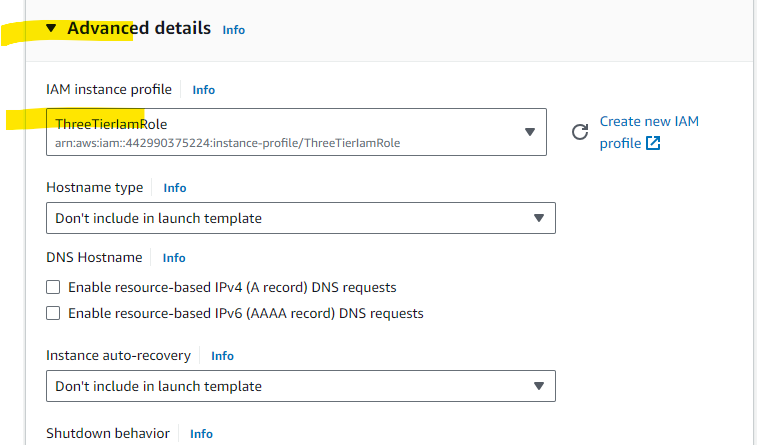 Advanced details Info
IAM instance profile Info
ThreeTierIamRole
arn:aws:iam::442990375224:instance-profile/ThreeTierIamRole
Create new IAM
profile
Hostname type Info
Don't include in launch template
DNS Hostname Info
Enable resource-based IPv4 (A record) DNS requests
Enable resource-based IPv6 (AAAA record) DNS requests
Instance auto-recovery Info
Don't include in launch template
Shutdown behavior Info